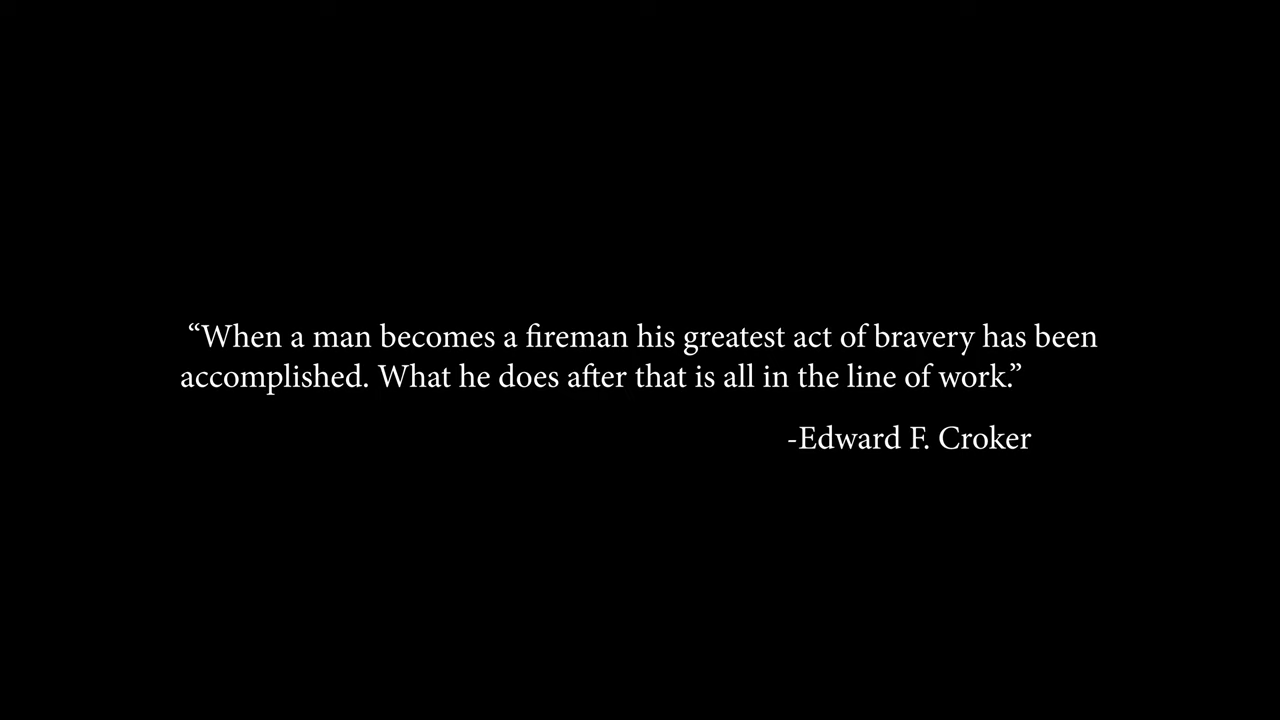 “When a man becomes a fireman his greatest act of bravery has been
accomplished. What he does after that is all in the line of work.”
-Edward F. Croker